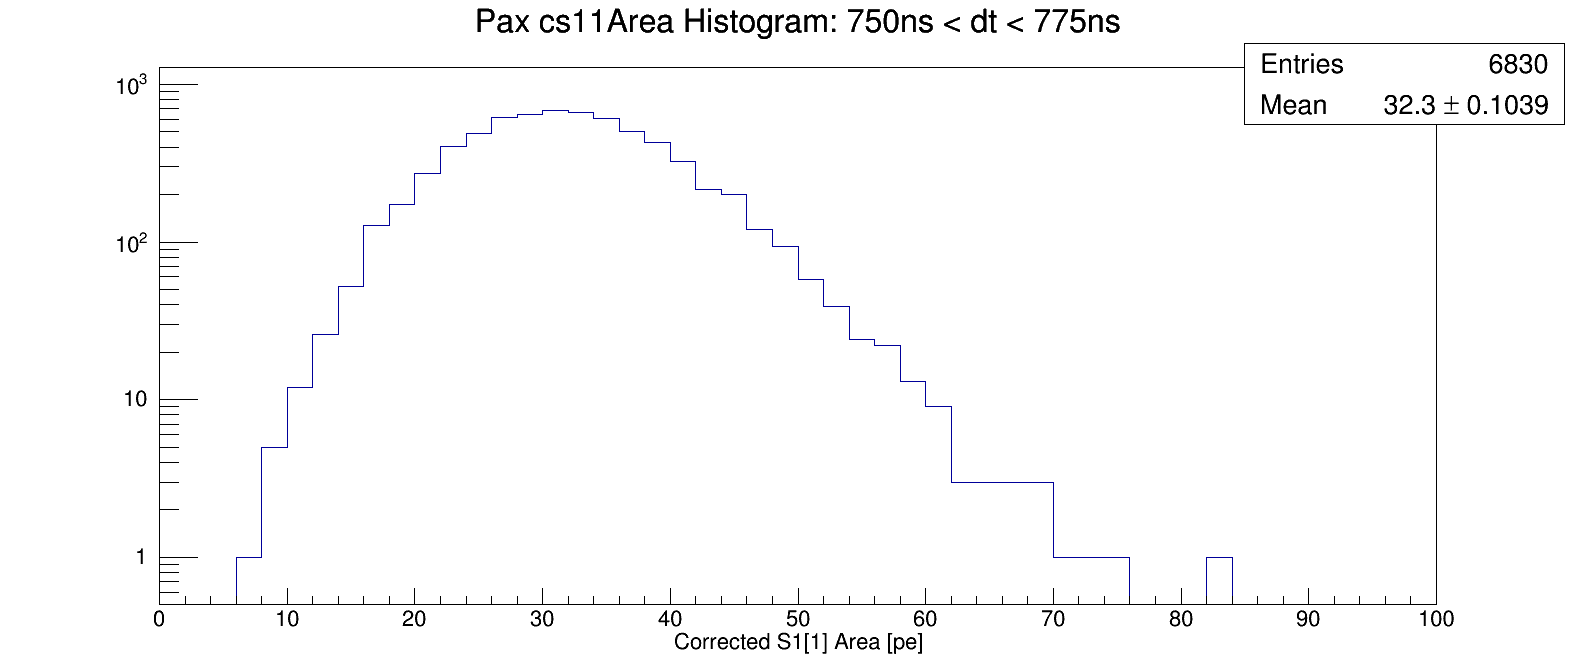 Pax cs11Area Histogram: 750ns < dt < 775ns
Entries 6830
Mean 32.3 ± 0.1039
10³
10²
10
1
0 10 20 30 40 50 60 70 80 90 100
Corrected S1[1] Area [pe]